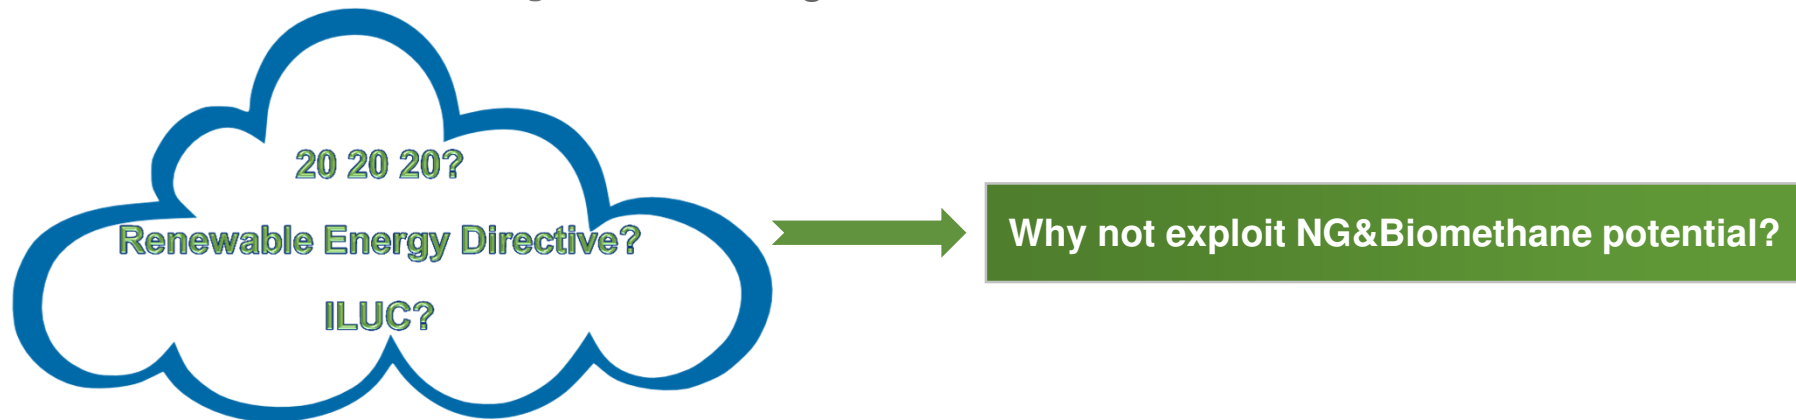 20 20 20?
Renewable Energy Directive?
ILUC?
Why not exploit NG&Biomethane potential?